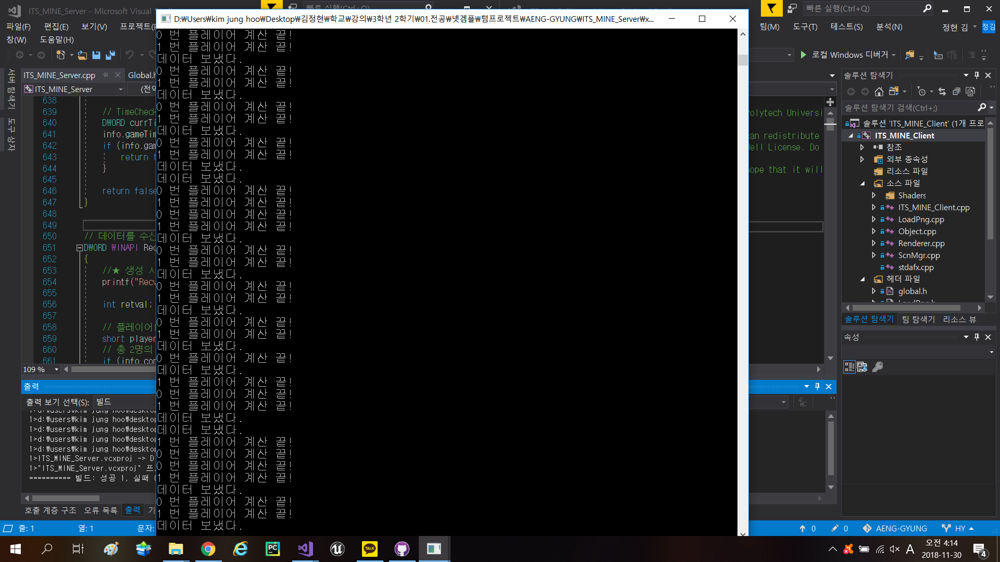 ITS_MINE_Server - Microsoft Visual S
빠른 실행(Ctrl+Q)
빠른 실행(Ctrl+Q)
D:\Users\kim jung hoo\Desktop\김정현\학교\강의\3학년 2학기\01.전공\넷겜플\텀프로젝트\AENG-GYUNG\ITS_MINE_Server\x...
파일(F) 편집(E) 보기(V) 프로젝트(
팀(M) 도구(T) 테스트(S) 분석(N) 정현 김 정김
창(W) 도움말(H)
로컬 Windows 디버거
서버 탐색기
도구 상자
ITS_MINE_Server.cpp Global.h
ITS_MINE_Server (전역
638
639 // TimeCheck
640 DWORD currTi
641 info.gameTim
642 if (info.gam
643 return t
644 }
645
646 return false
647 }
648
649
650 // 데이터를 수신
651 DWORD WINAPI Rec
652 {
653 //★ 생성 시
654 printf("Recv
655
656 int retval;
657
658 // 플레이어
659 short player
660 // 총 2명의
661 if (info.con
109 %
출력
출력 보기 선택(S): 빌드
1>d:\users\kim jung hoo\desktop
1>d:\users\kim jung hoo\desktop
1>d:\users\kim jung hoo\desktop
1>d:\users\kim jung hoo\desktop
1>d:\users\kim jung hoo\desktop
1>ITS_MINE_Server.vcxproj -> D
1>"ITS_MINE_Server.vcxproj" 프
========== 빌드: 성공 1, 실패
호출 계층 구조 오류 목록 출력
0 번 플레이어 계산 끝!
1 번 플레이어 계산 끝!
데이터 보냈다.
0 번 플레이어 계산 끝!
1 번 플레이어 계산 끝!
데이터 보냈다.
0 번 플레이어 계산 끝!
1 번 플레이어 계산 끝!
데이터 보냈다.
0 번 플레이어 계산 끝!
1 번 플레이어 계산 끝!
데이터 보냈다.
데이터 보냈다.
0 번 플레이어 계산 끝!
1 번 플레이어 계산 끝!
0 번 플레이어 계산 끝!
1 번 플레이어 계산 끝!
데이터 보냈다.
0 번 플레이어 계산 끝!
1 번 플레이어 계산 끝!
데이터 보냈다.
0 번 플레이어 계산 끝!
1 번 플레이어 계산 끝!
데이터 보냈다.
0 번 플레이어 계산 끝!
1 번 플레이어 계산 끝!
데이터 보냈다.
0 번 플레이어 계산 끝!
데이터 보냈다.
1 번 플레이어 계산 끝!
0 번 플레이어 계산 끝!
1 번 플레이어 계산 끝!
데이터 보냈다.
데이터 보냈다.
1 번 플레이어 계산 끝!
0 번 플레이어 계산 끝!
0 번 플레이어 계산 끝!
1 번 플레이어 계산 끝!
데이터 보냈다.
0 번 플레이어 계산 끝!
1 번 플레이어 계산 끝!
데이터 보냈다.
Polytech Universi
can redistribute
Hell License. Do
hope that it will
솔루션 탐색기
솔루션 탐색기 검색(Ctrl+;)
솔루션 'ITS_MINE_Client' (1개 프로
ITS_MINE_Client
참조
외부 종속성
리소스 파일
소스 파일
Shaders
ITS_MINE_Client.cpp
LoadPng.cpp
Object.cpp
Renderer.cpp
ScnMgr.cpp
stdafx.cpp
헤더 파일
global.h
LoadPng.h
솔루션 탐색기 팀 탐색기 리소스 뷰
속성
줄: 1 열: 1 문자:
0 0 AENG-GYUNG HY
PC TALK A
오전 4:14
2018-11-30
4